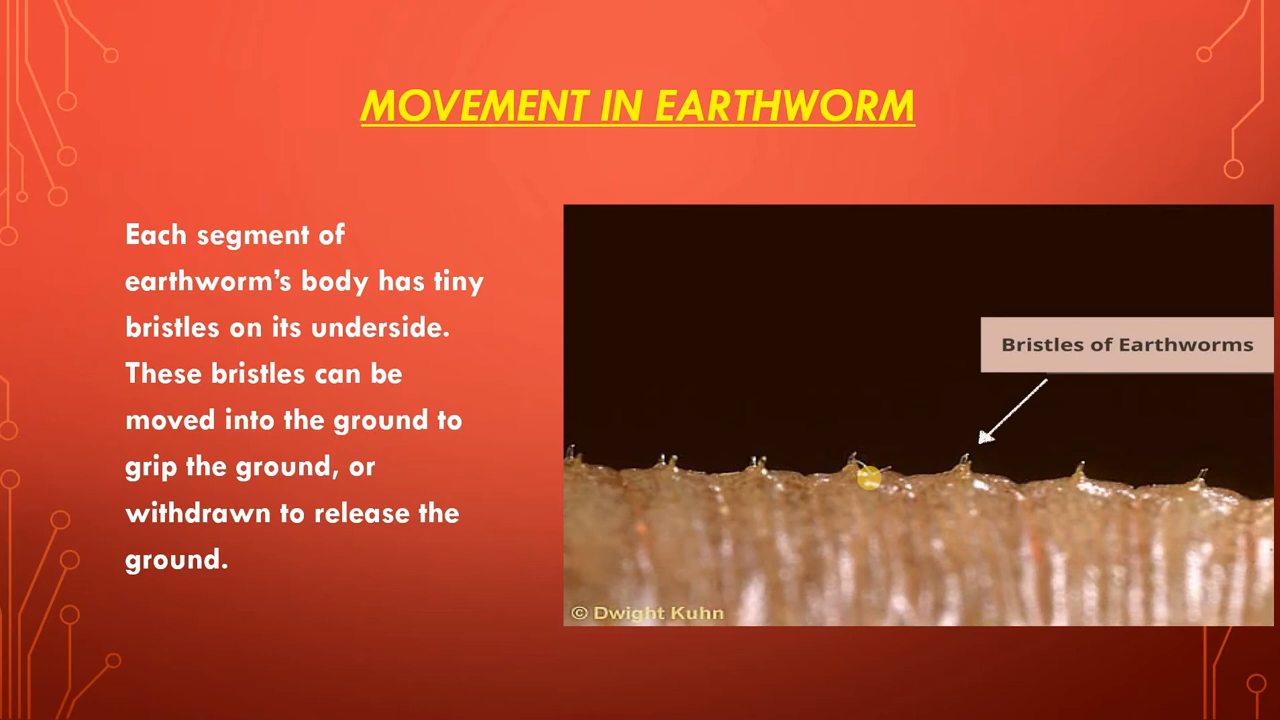 MOVEMENT IN EARTHWORM
Each segment of
earthworm’s body has tiny
bristles on its underside.
These bristles can be
moved into the ground to
grip the ground, or
withdrawn to release the
ground.
Bristles of Earthworms
© Dwight Kuhn